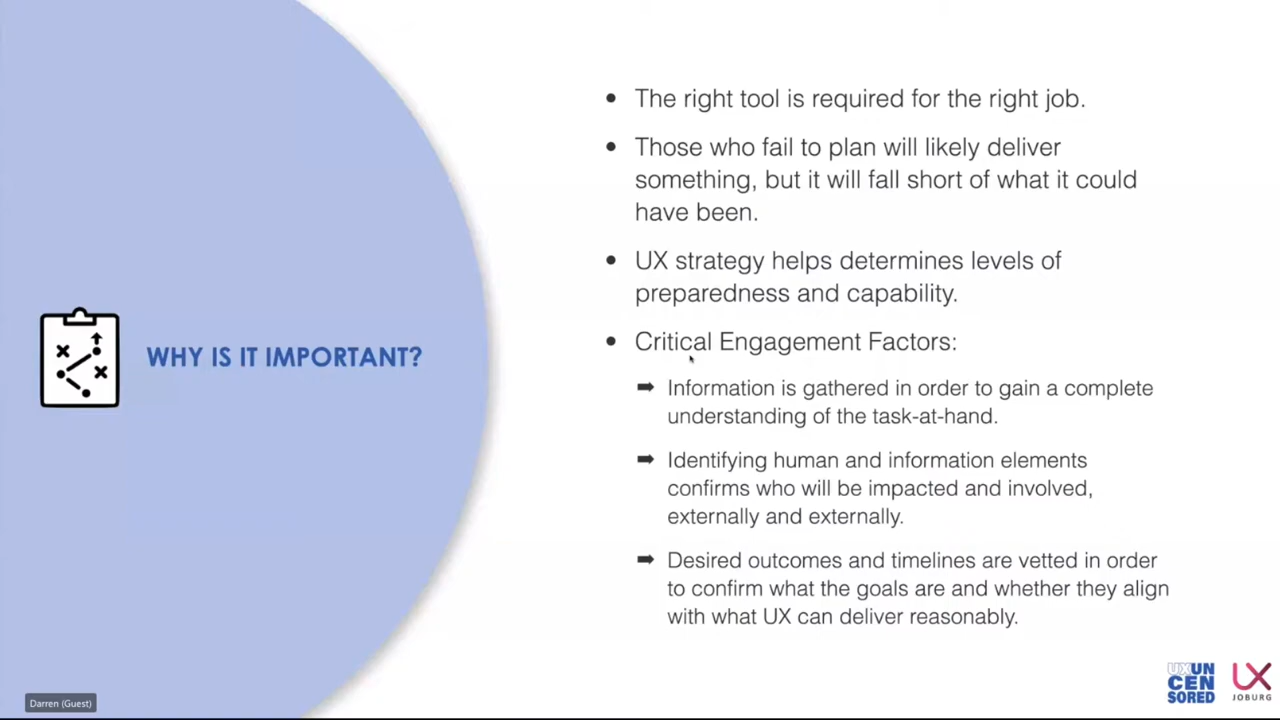 WHY IS IT IMPORTANT?
• The right tool is required for the right job.
• Those who fail to plan will likely deliver
something, but it will fall short of what it could
have been.
• UX strategy helps determines levels of
preparedness and capability.
• Critical Engagement Factors:
➡ Information is gathered in order to gain a complete
understanding of the task-at-hand.
➡ Identifying human and information elements
confirms who will be impacted and involved,
externally and externally.
➡ Desired outcomes and timelines are vetted in order
to confirm what the goals are and whether they align
with what UX can deliver reasonably.
Darren (Guest)
UXUN
CEN
SORED
UX
JOBURG